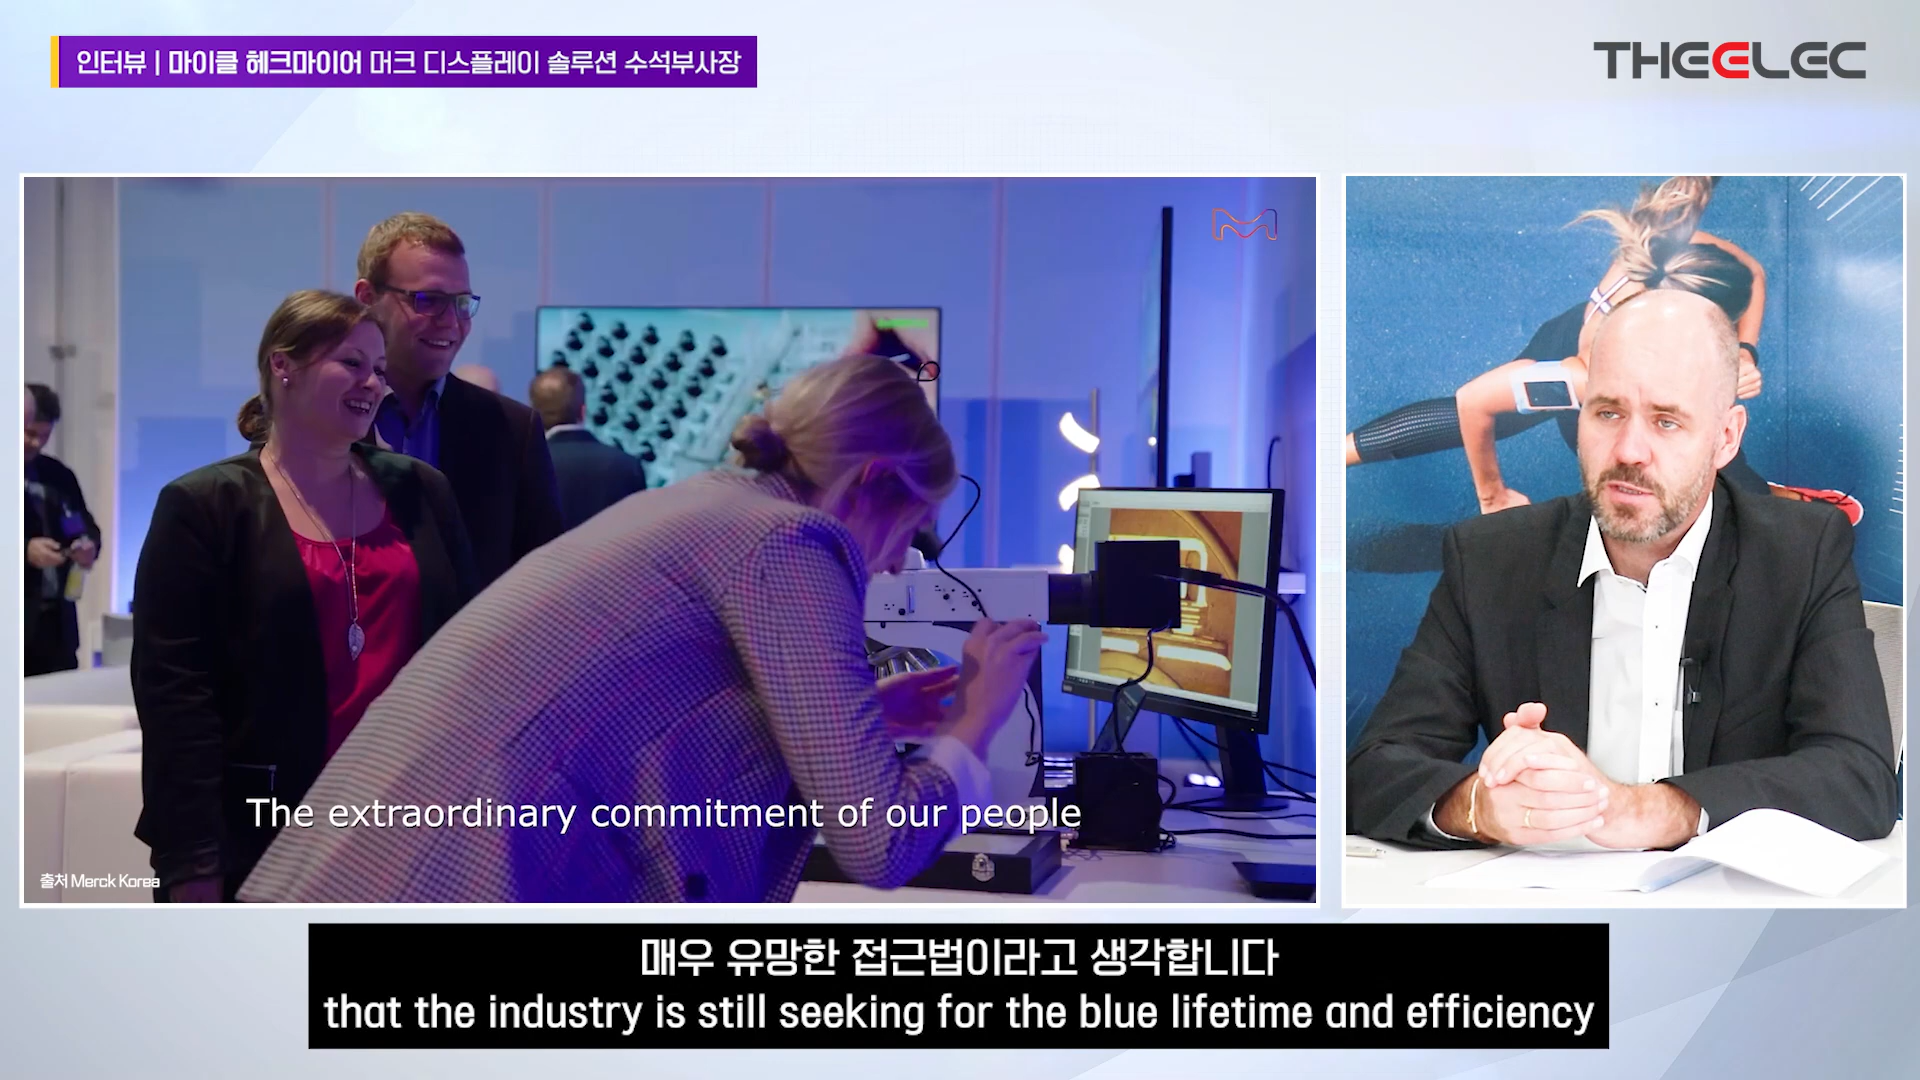 인터뷰 | 마이클 헤크마이어 머크 디스플레이 솔루션 수석부사장
THEELEC
The extraordinary commitment of our people
출처 Merck Korea
매우 유망한 접근법이라고 생각합니다
that the industry is still seeking for the blue lifetime and efficiency